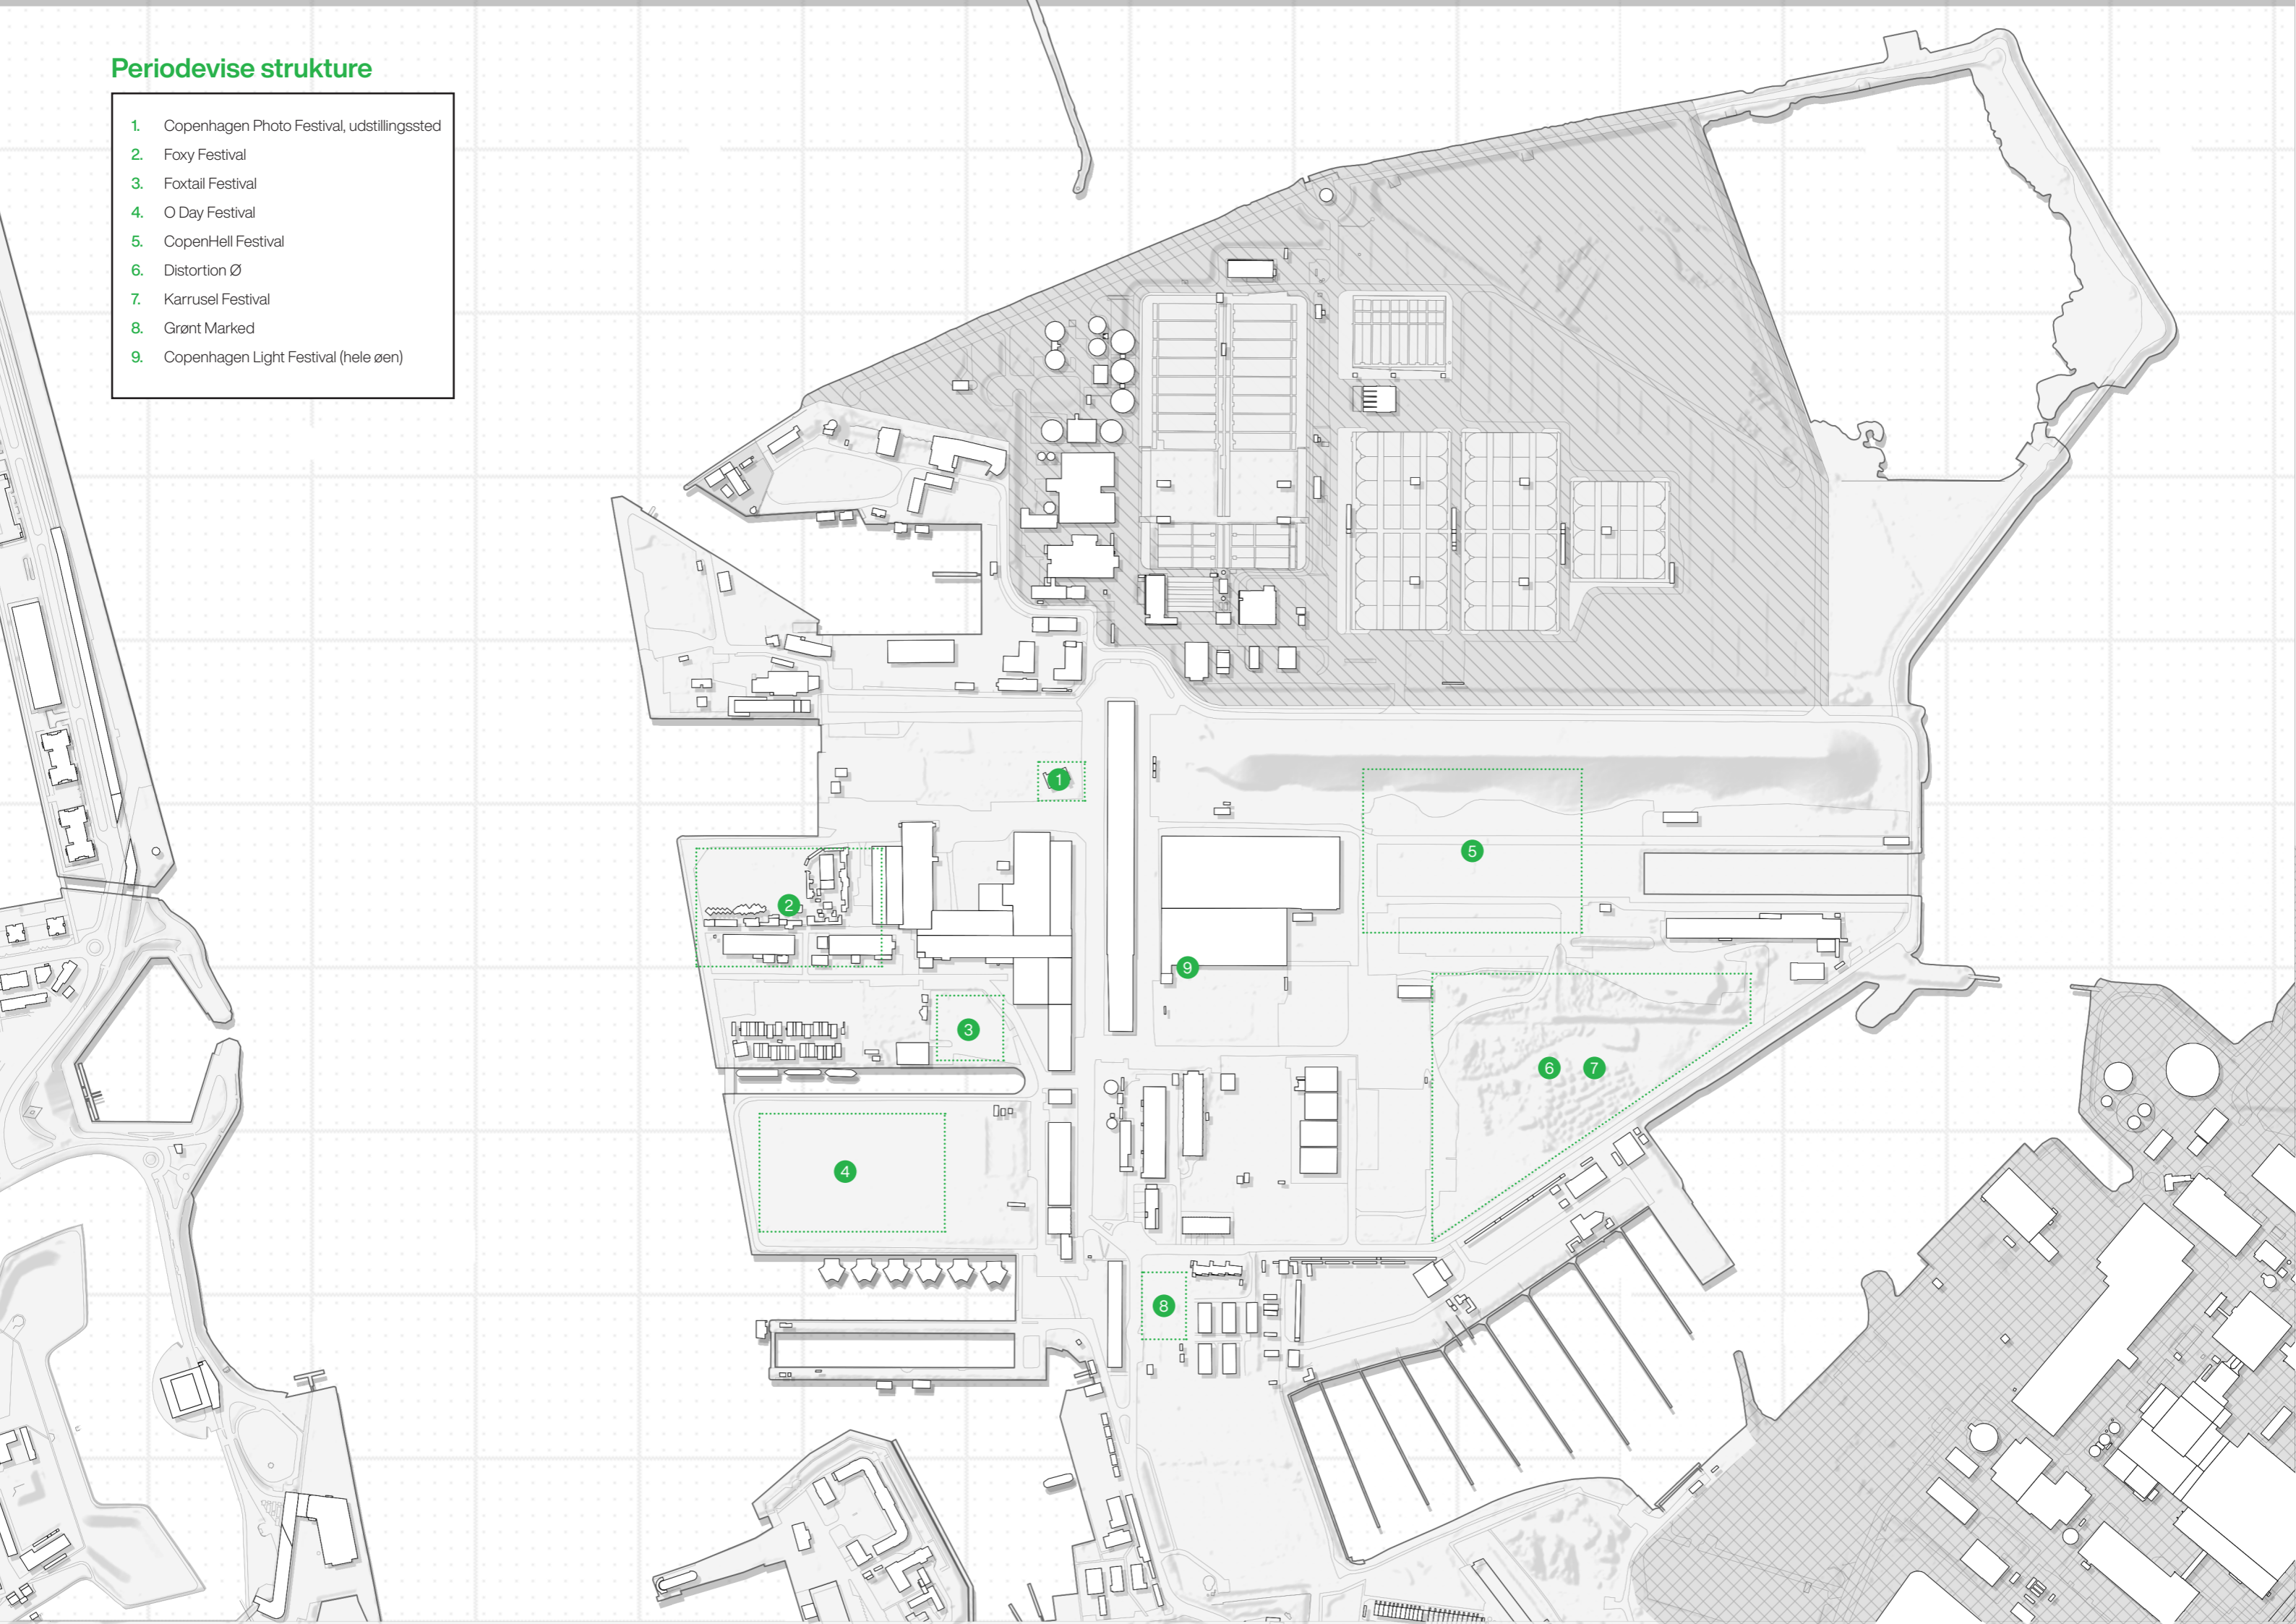 Periodevise strukture
1. Copenhagen Photo Festival, udstillingssted
2. Foxy Festival
3. Foxtail Festival
4. O Day Festival
5. CopenHell Festival
6. Distortion Ø
7. Karrusel Festival
8. Grønt Marked
9. Copenhagen Light Festival (hele øen)
1
5
2
9
3
6 7
4
8